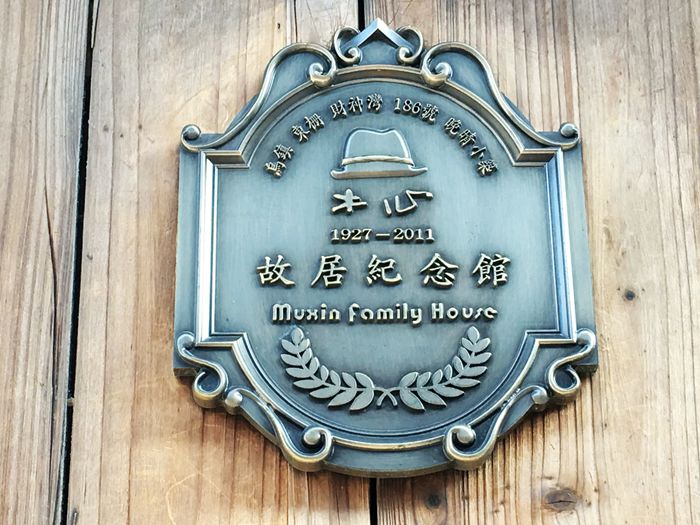 烏鎮 東柵 財神灣 186號 晚晴小築
木心
1927-2011
故居紀念館
Muxin Family House